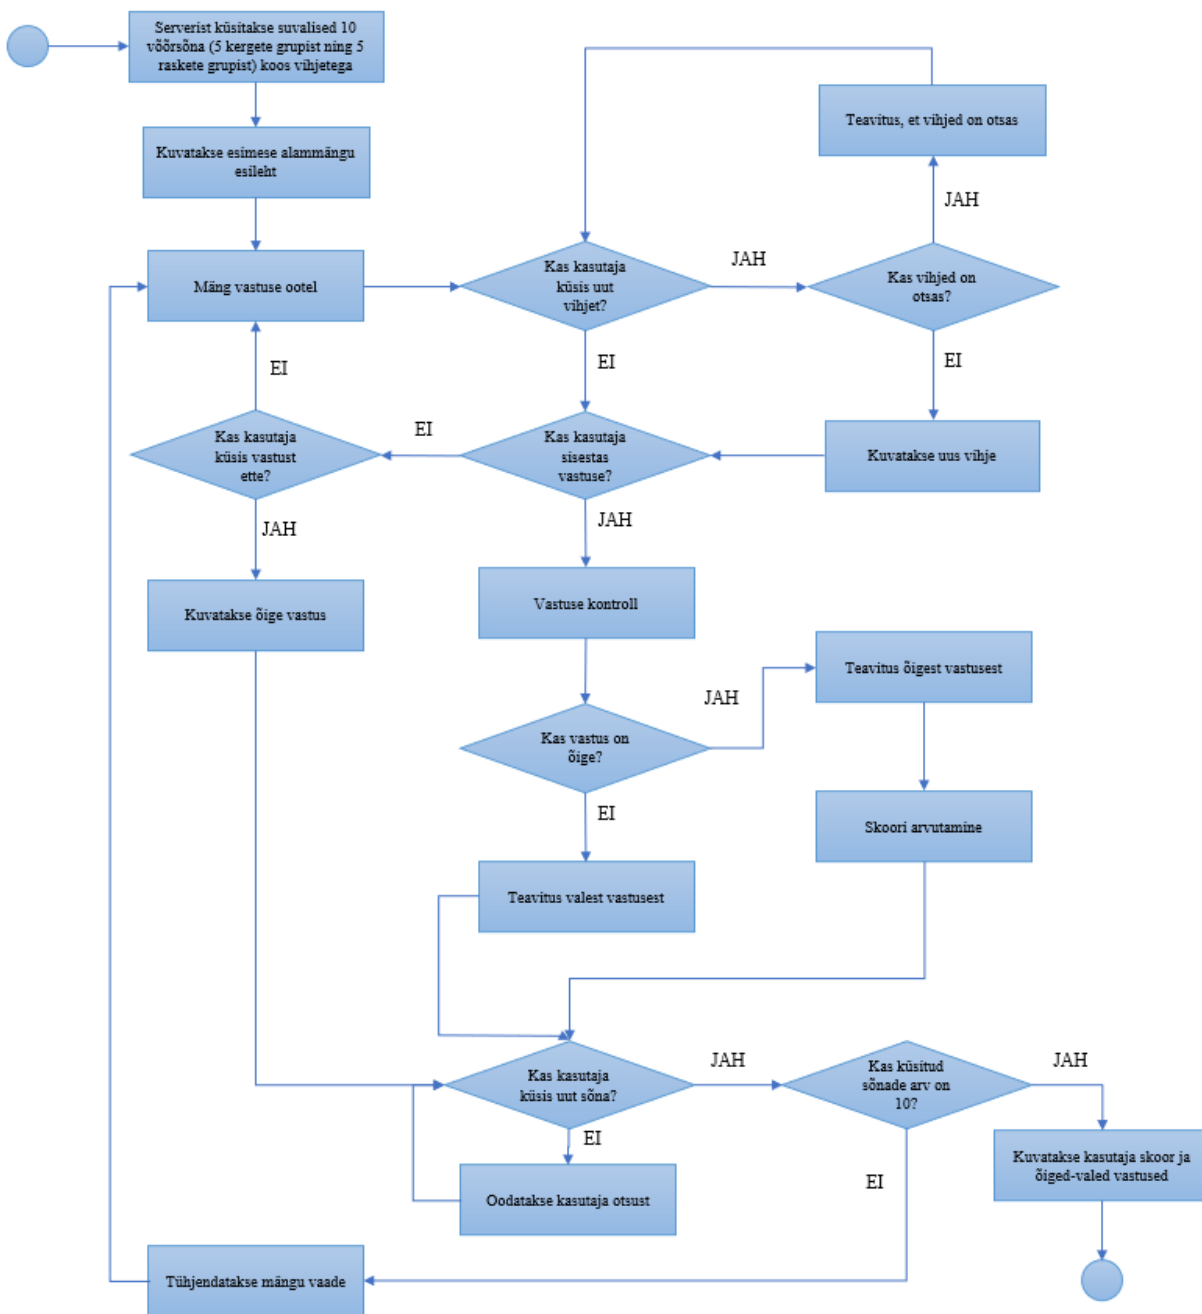 Serverist küsitakse suvalised 10
võõrsõna (5 kergete grupist ning 5
raskete grupist) koos vihjetega
Kuvatakse esimese alammängu
esileht
Mäng vastuse ootel
Kas kasutaja
küsis uut
vihjet?
JAH
Kas vihjed on
otsas?
JAH
Teavitus, et vihjed on otsas
EI
Kuvatakse uus vihje
EI
Kas kasutaja
sisestas
vastuse?
EI
Kas kasutaja
küsis vastust
ette?
EI
JAH
Kuvatakse õige vastus
JAH
Vastuse kontroll
Kas vastus on
õige?
JAH
Teavitus õigest vastusest
Skoori arvutamine
EI
Teavitus valest vastusest
Kas kasutaja
küsis uut sõna?
EI
Oodatakse kasutaja otsust
JAH
Kas küsitud
sõnade arv on
10?
JAH
Kuvatakse kasutaja skoor ja
õiged-valed vastused
EI
Tühjendatakse mängu vaade